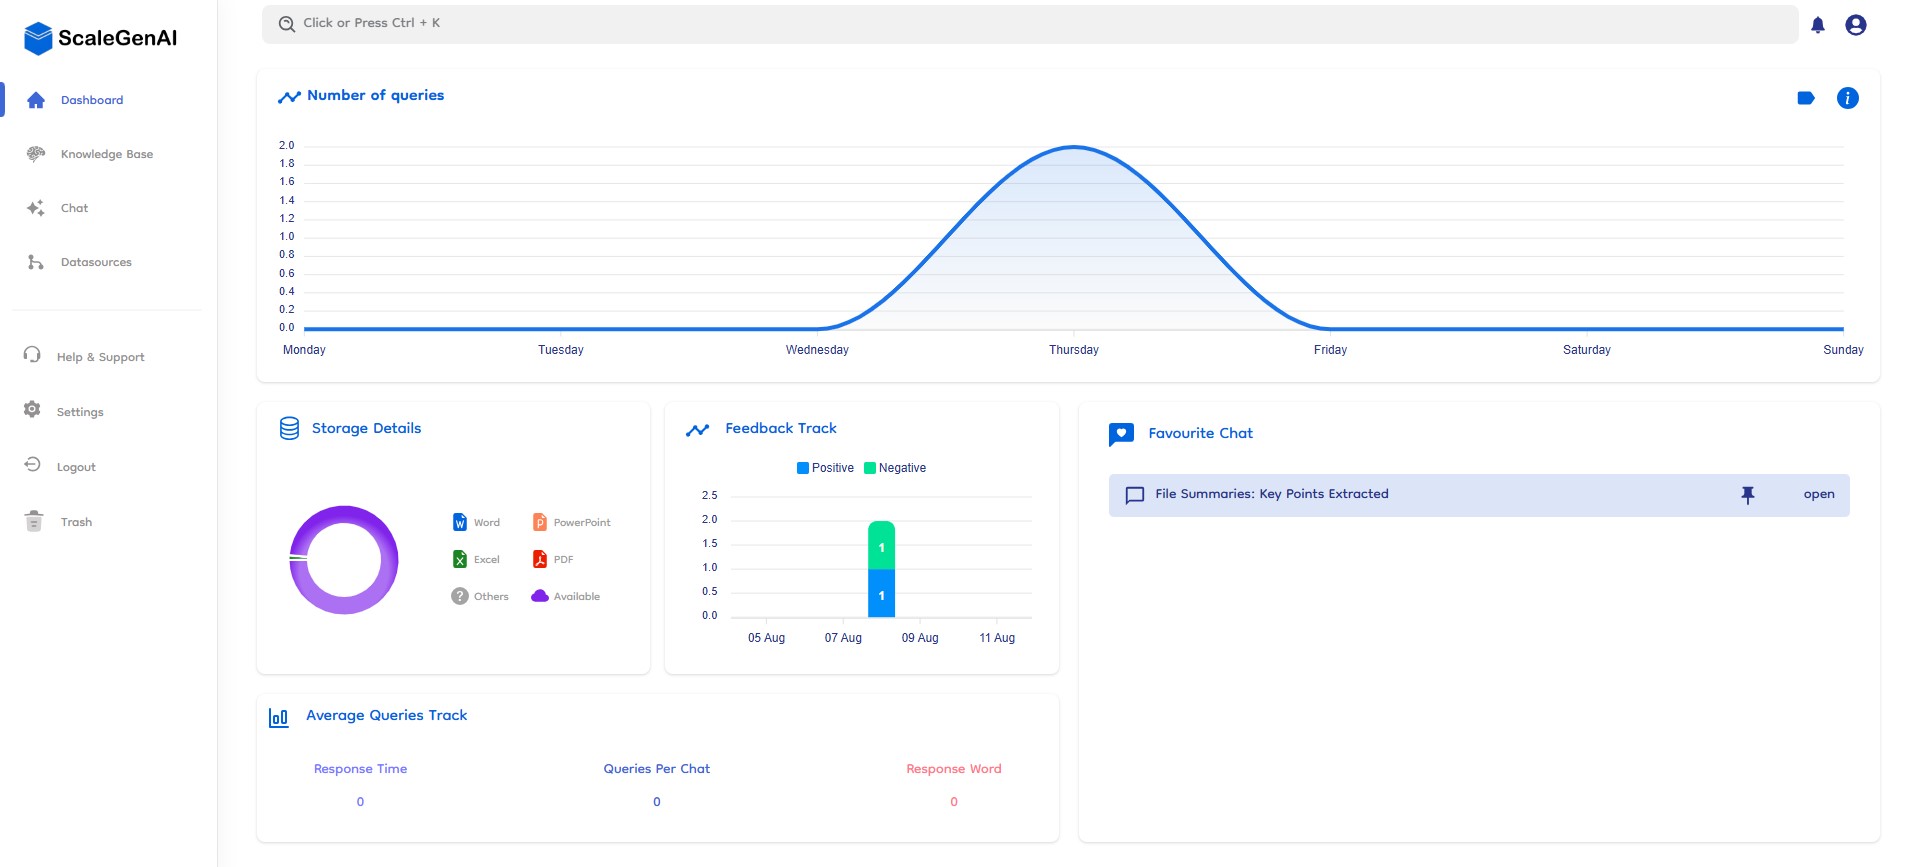 ScaleGenAI
Click or Press Ctrl + K
Dashboard
Knowledge Base
Chat
Datasources
Help & Support
Settings
Logout
Trash
Number of queries
i
2.0
1.8
1.6
1.4
1.2
1.0
0.8
0.6
0.4
0.2
0.0
Monday Tuesday Wednesday Thursday Friday Saturday Sunday
Storage Details
W Word P PowerPoint
X Excel PDF
? Others Available
Feedback Track
Positive Negative
2.5
2.0
1.5
1.0
0.5
0.0
1
1
05 Aug 07 Aug 09 Aug 11 Aug
Favourite Chat
File Summaries: Key Points Extracted open
Average Queries Track
Response Time Queries Per Chat Response Word
0 0 0